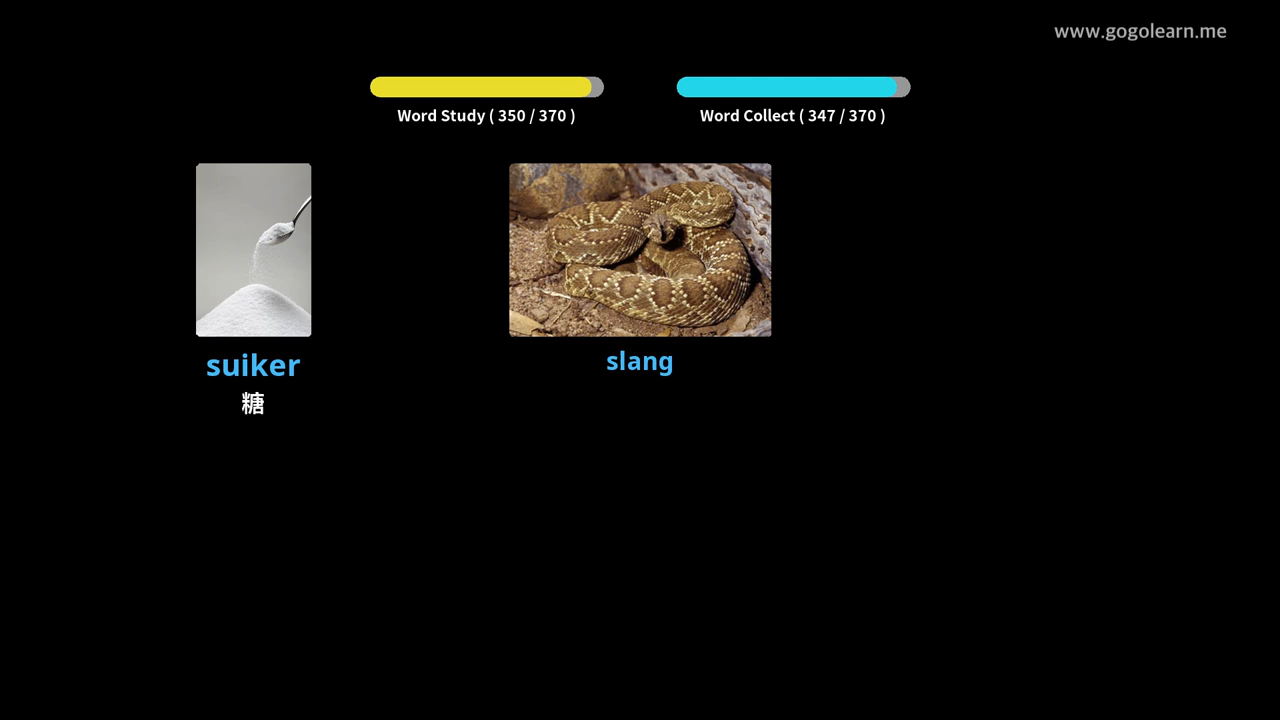 www.gogolearn.me
Word Study ( 350 / 370 )
Word Collect ( 347 / 370 )
suiker
糖
slang